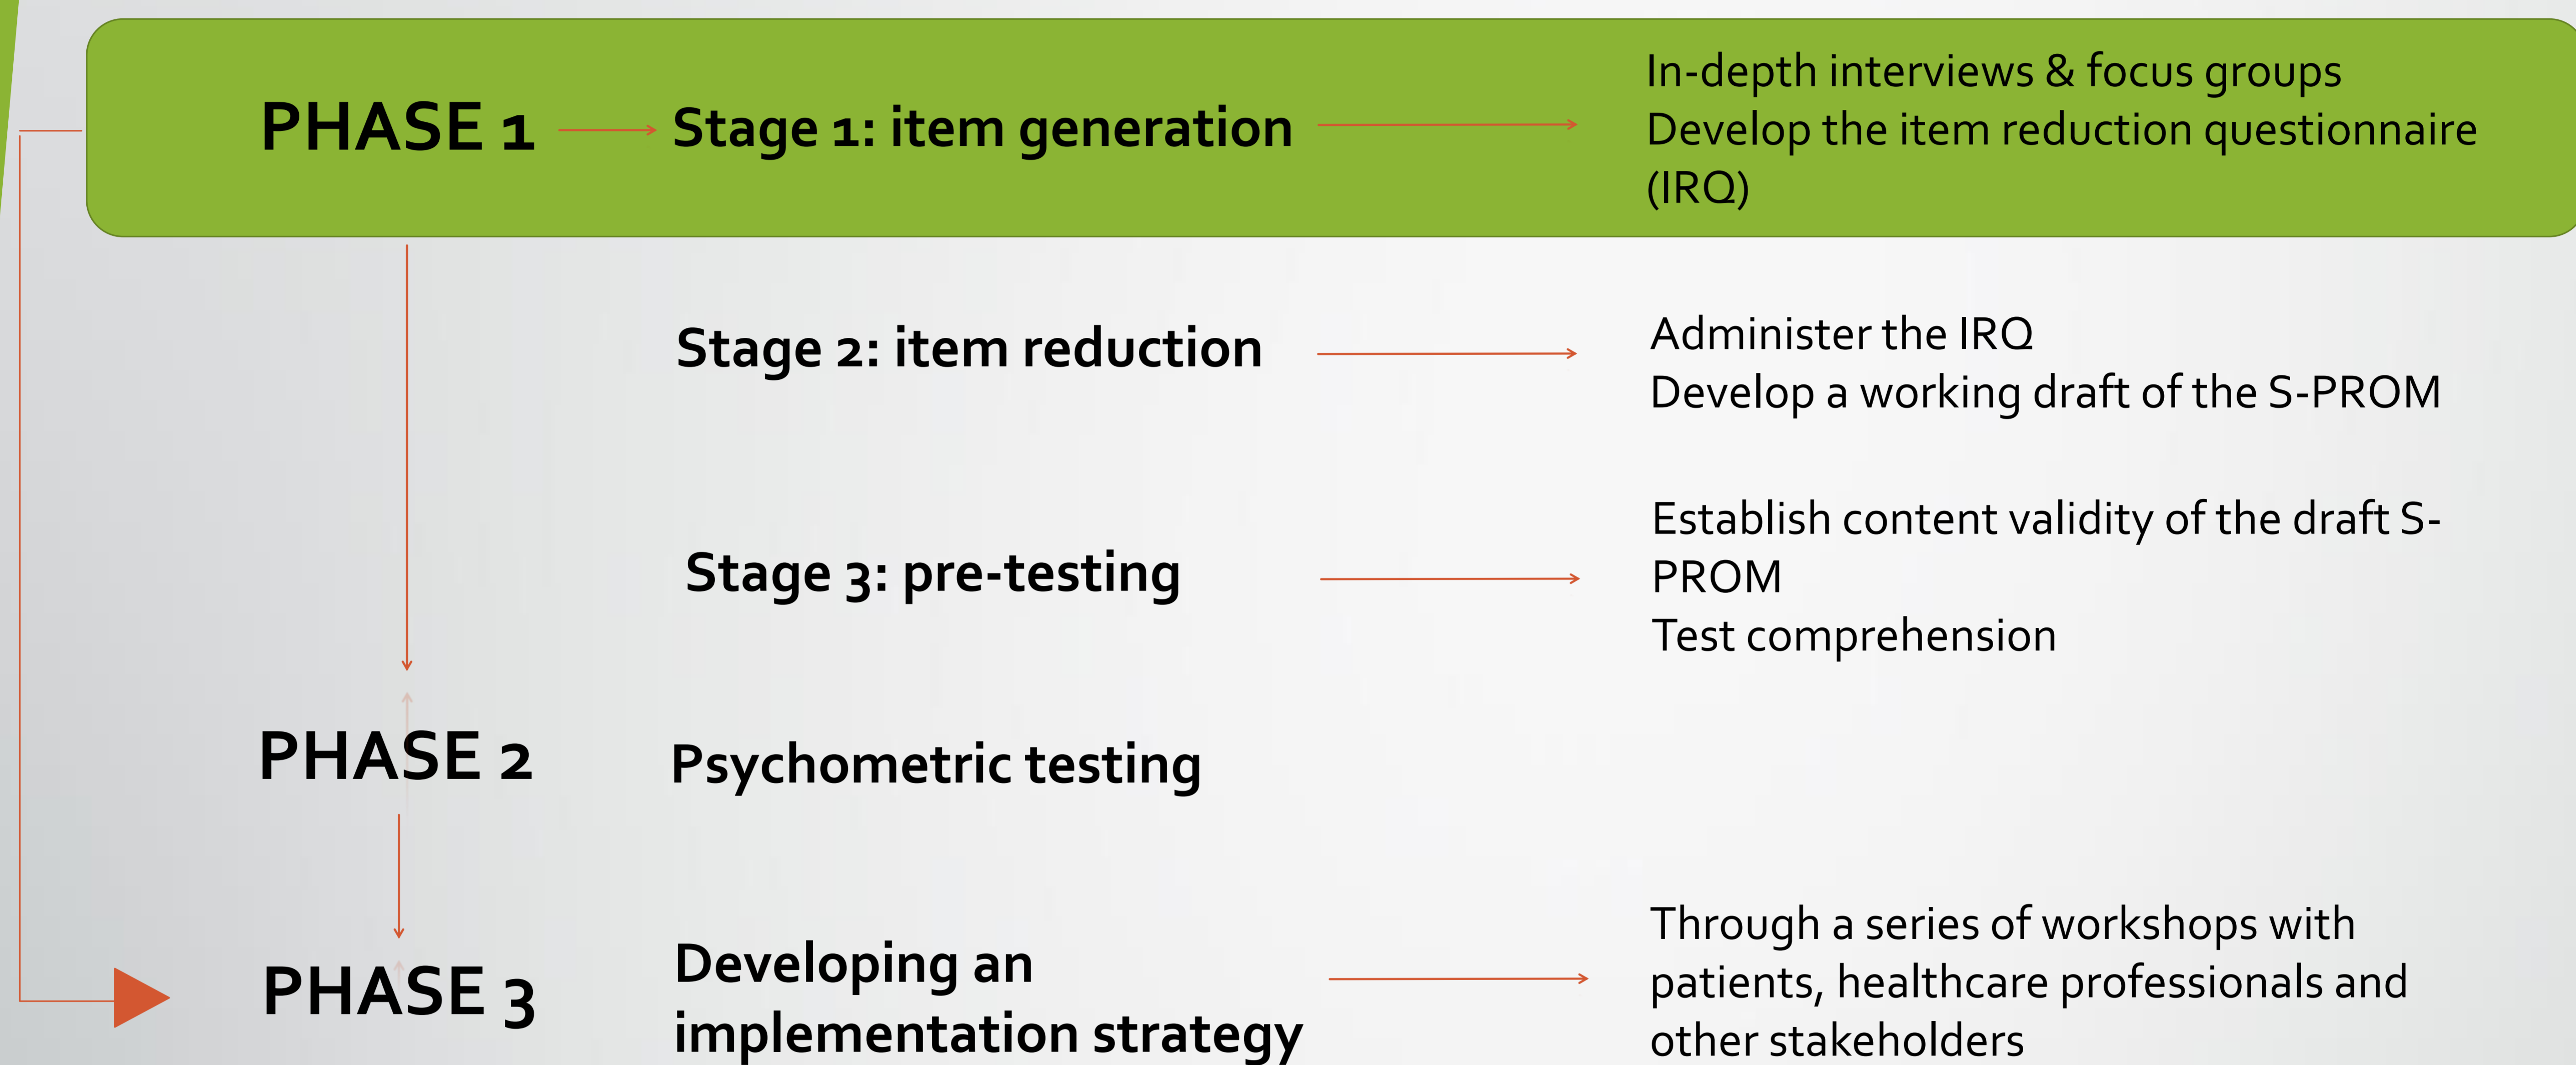 PHASE 1
Stage 1: item generation
In-depth interviews & focus groups
Develop the item reduction questionnaire
(IRQ)
Stage 2: item reduction
Administer the IRQ
Develop a working draft of the S-PROM
Stage 3: pre-testing
Establish content validity of the draft S-
PROM
Test comprehension
PHASE 2
Psychometric testing
PHASE 3
Developing an
implementation strategy
Through a series of workshops with
patients, healthcare professionals and
other stakeholders